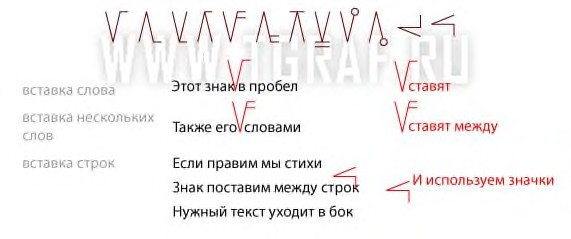 WWW.TGRAF.RU
вставка слова Этот знак в пробел ставят
вставка нескольких слов Также его словами ставят между
вставка строк Если правим мы стихи
Знак поставим между строк И используем значки
Нужный текст уходит в бок